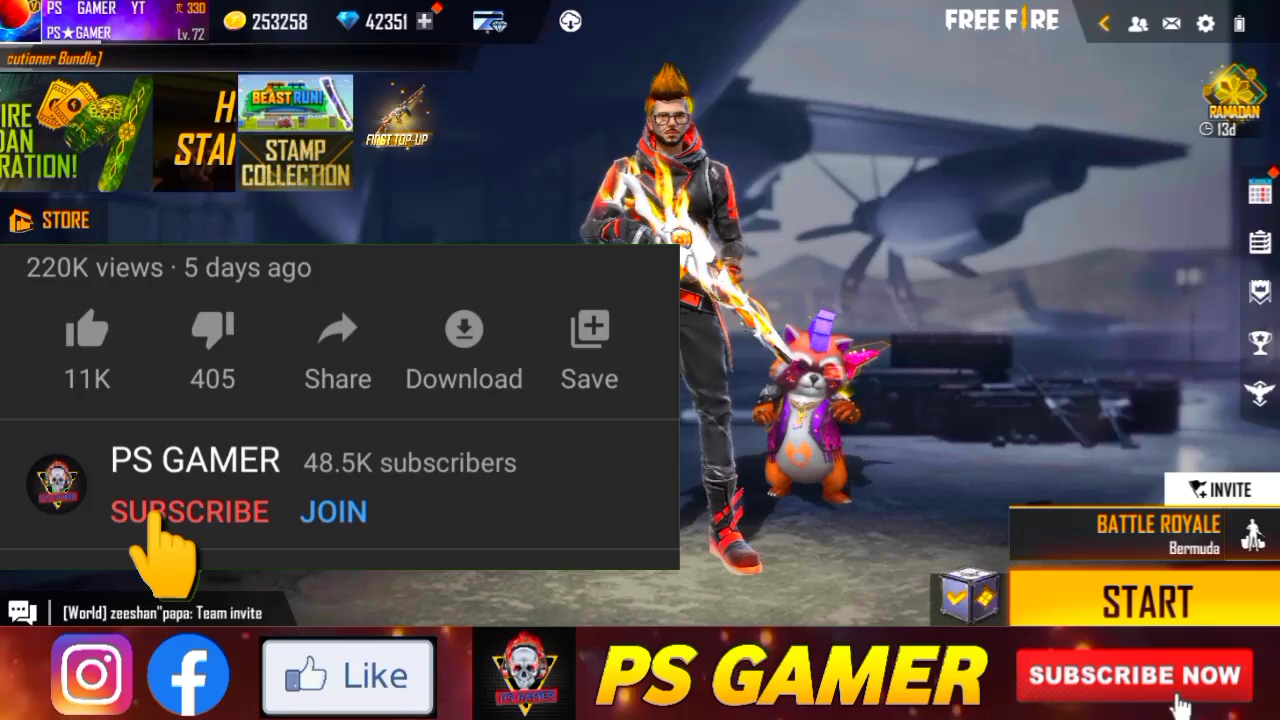 PS GAMER YT
330
PS★GAMER
Lv.72
253258
42351
FREE FIRE
cutioner Bundle]
IRE
DAN
RATION!
H
STAI
BEAST RUN!
STAMP
COLLECTION
FIRST TOP-UP
RAMADAN
13d
STORE
220K views · 5 days ago
11K
405
Share
Download
Save
PS GAMER 48.5K subscribers
SUBSCRIBE JOIN
INVITE
BATTLE ROYALE
Bermuda
START
[World] zeeshan"papa: Team invite
Like
PS GAMER
PS GAMER
SUBSCRIBE NOW